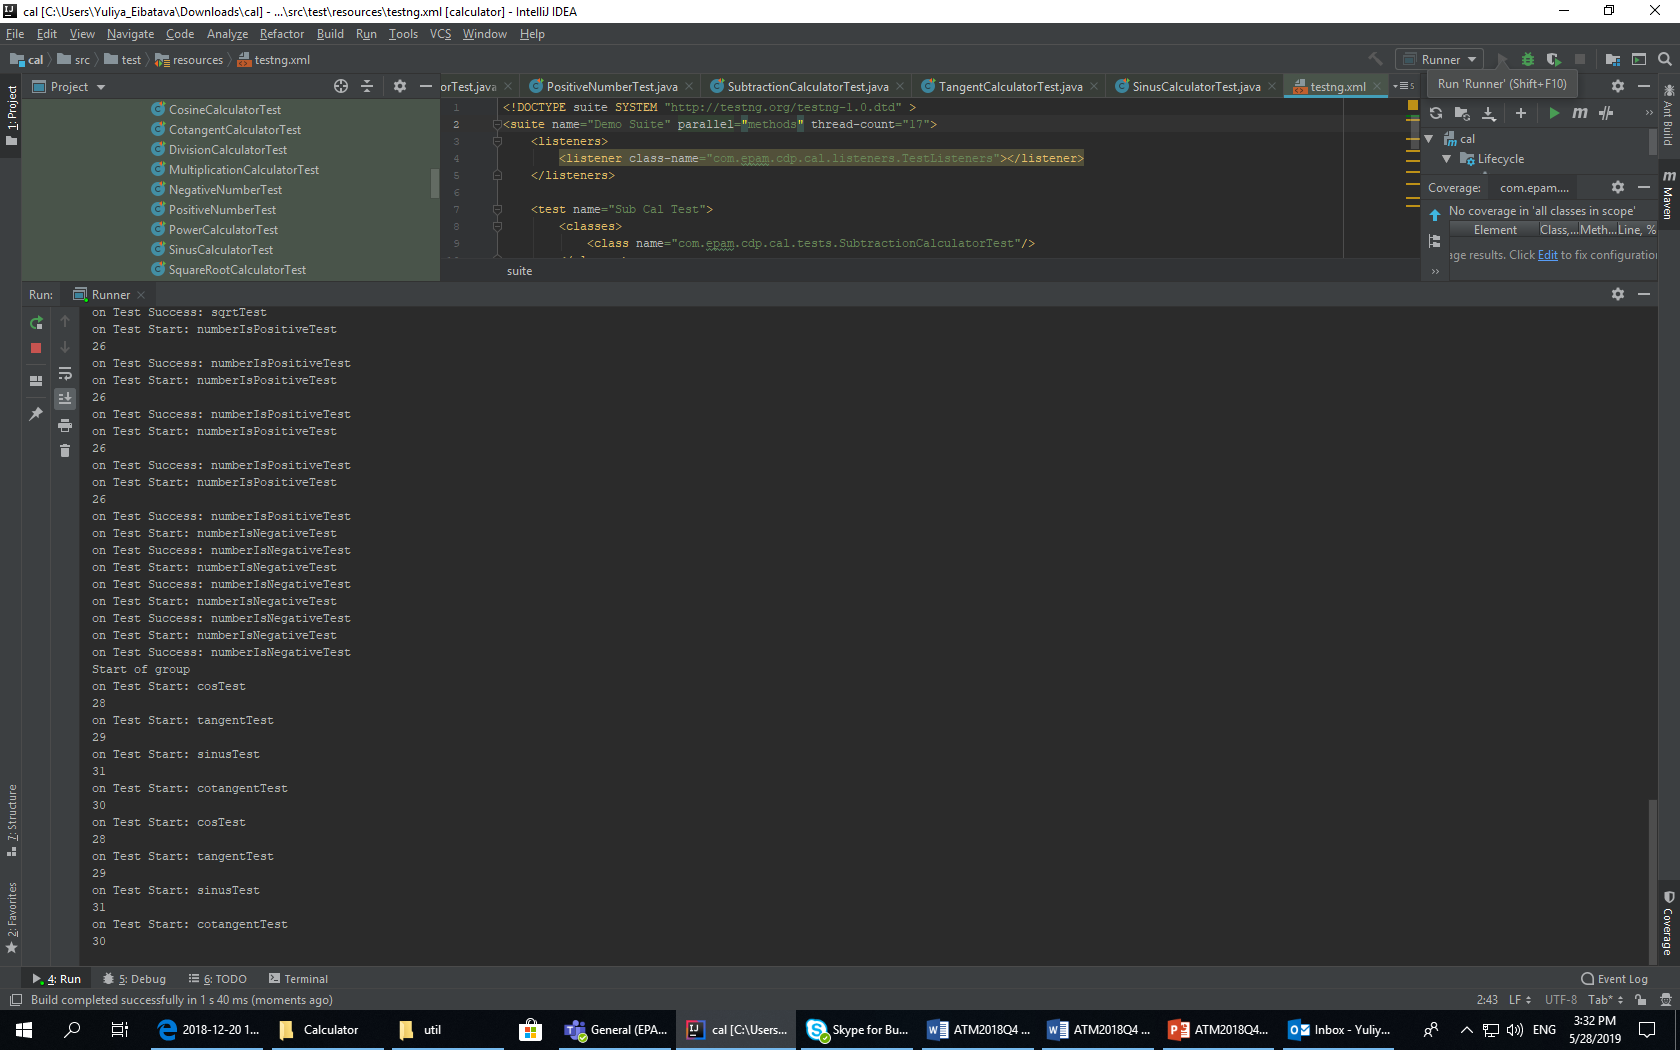 cal [C:\Users\Yuliya_Eibatava\Downloads\cal] - ...\src\test\resources\testng.xml [calculator] - IntelliJ IDEA
File Edit View Navigate Code Analyze Refactor Build Run Tools VCS Window Help
cal src test resources testng.xml
Runner
Run 'Runner' (Shift+F10)
Project
orTest.java PositiveNumberTest.java SubtractionCalculatorTest.java TangentCalculatorTest.java SinusCalculatorTest.java testng.xml
1: Project
CosineCalculatorTest
CotangentCalculatorTest
DivisionCalculatorTest
MultiplicationCalculatorTest
NegativeNumberTest
PositiveNumberTest
PowerCalculatorTest
SinusCalculatorTest
SquareRootCalculatorTest
1 <!DOCTYPE suite SYSTEM "http://testng.org/testng-1.0.dtd" >
2 <suite name="Demo Suite" parallel="methods" thread-count="17">
3 <listeners>
4 <listener class-name="com.epam.cdp.cal.listeners.TestListeners"></listener>
5 </listeners>
6
7 <test name="Sub Cal Test">
8 <classes>
9 <class name="com.epam.cdp.cal.tests.SubtractionCalculatorTest"/>
suite
cal
Lifecycle
Coverage: com.epam....
No coverage in 'all classes in scope'
Element Class,... Meth... Line, %
age results. Click Edit to fix configuration
Ant Build
Maven
Run: Runner
on Test Success: sqrtTest
on Test Start: numberIsPositiveTest
26
on Test Success: numberIsPositiveTest
on Test Start: numberIsPositiveTest
26
on Test Success: numberIsPositiveTest
on Test Start: numberIsPositiveTest
26
on Test Success: numberIsPositiveTest
on Test Start: numberIsPositiveTest
26
on Test Success: numberIsPositiveTest
on Test Start: numberIsNegativeTest
on Test Success: numberIsNegativeTest
on Test Start: numberIsNegativeTest
on Test Success: numberIsNegativeTest
on Test Start: numberIsNegativeTest
on Test Success: numberIsNegativeTest
on Test Start: numberIsNegativeTest
on Test Success: numberIsNegativeTest
Start of group
on Test Start: cosTest
28
on Test Start: tangentTest
29
on Test Start: sinusTest
31
on Test Start: cotangentTest
30
on Test Start: cosTest
28
on Test Start: tangentTest
29
on Test Start: sinusTest
31
on Test Start: cotangentTest
30
7: Structure
2: Favorites
Coverage
4: Run 5: Debug 6: TODO Terminal Event Log
Build completed successfully in 1 s 40 ms (moments ago) 2:43 LF UTF-8 Tab*
2018-12-20 1... Calculator util General (EPA... cal [C:\Users... Skype for Bu... ATM2018Q4 ... ATM2018Q4 ... ATM2018Q4... Inbox - Yuliy... ENG
3:32 PM
5/28/2019